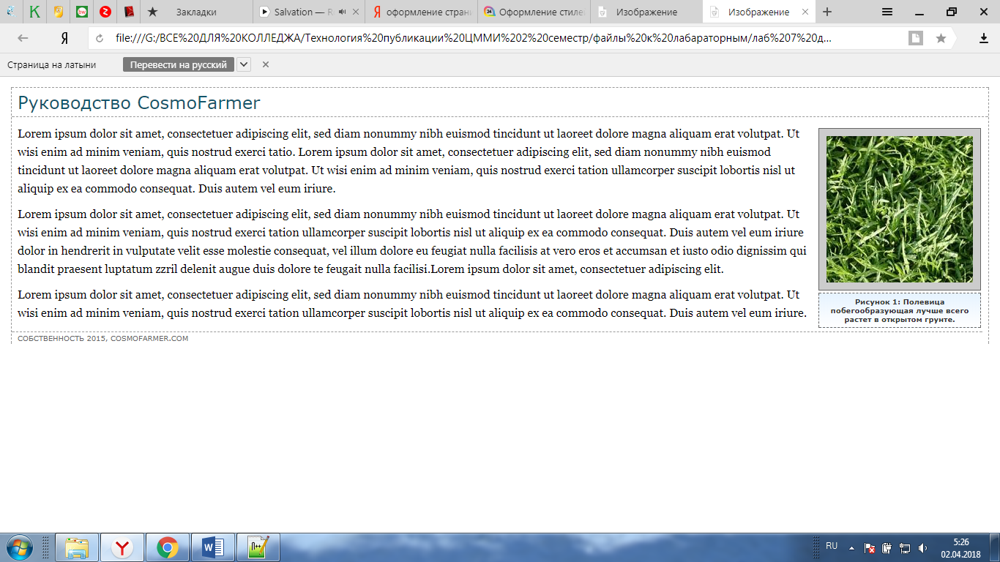 K
bw
Z
Закладки
Salvation — R
Я
оформление стран
24
Оформление стиле
Изображение
Изображение
Я
file:///G:/ВСЕ%20ДЛЯ%20КОЛЛЕДЖА/Технология%20публикации%20ЦММИ%202%20семестр/файлы%20к%20лабараторным/лаб%207%20д...
Страница на латыни
Перевести на русский
Руководство CosmoFarmer
Lorem ipsum dolor sit amet, consectetuer adipiscing elit, sed diam nonummy nibh euismod tincidunt ut laoreet dolore magna aliquam erat volutpat. Ut
wisi enim ad minim veniam, quis nostrud exerci tatio. Lorem ipsum dolor sit amet, consectetuer adipiscing elit, sed diam nonummy nibh euismod
tincidunt ut laoreet dolore magna aliquam erat volutpat. Ut wisi enim ad minim veniam, quis nostrud exerci tation ullamcorper suscipit lobortis nisl ut
aliquip ex ea commodo consequat. Duis autem vel eum iriure.
Lorem ipsum dolor sit amet, consectetuer adipiscing elit, sed diam nonummy nibh euismod tincidunt ut laoreet dolore magna aliquam erat volutpat. Ut
wisi enim ad minim veniam, quis nostrud exerci tation ullamcorper suscipit lobortis nisl ut aliquip ex ea commodo consequat. Duis autem vel eum iriure
dolor in hendrerit in vulputate velit esse molestie consequat, vel illum dolore eu feugiat nulla facilisis at vero eros et accumsan et iusto odio dignissim qui
blandit praesent luptatum zzril delenit augue duis dolore te feugait nulla facilisi.Lorem ipsum dolor sit amet, consectetuer adipiscing elit.
Lorem ipsum dolor sit amet, consectetuer adipiscing elit, sed diam nonummy nibh euismod tincidunt ut laoreet dolore magna aliquam erat volutpat. Ut
wisi enim ad minim veniam, quis nostrud exerci tation ullamcorper suscipit lobortis nisl ut aliquip ex ea commodo consequat. Duis autem vel eum iriure.
Рисунок 1: Полевица
побегообразующая лучше всего
растет в открытом грунте.
СОБСТВЕННОСТЬ 2015, COSMOFARMER.COM
RU
5:26
02.04.2018